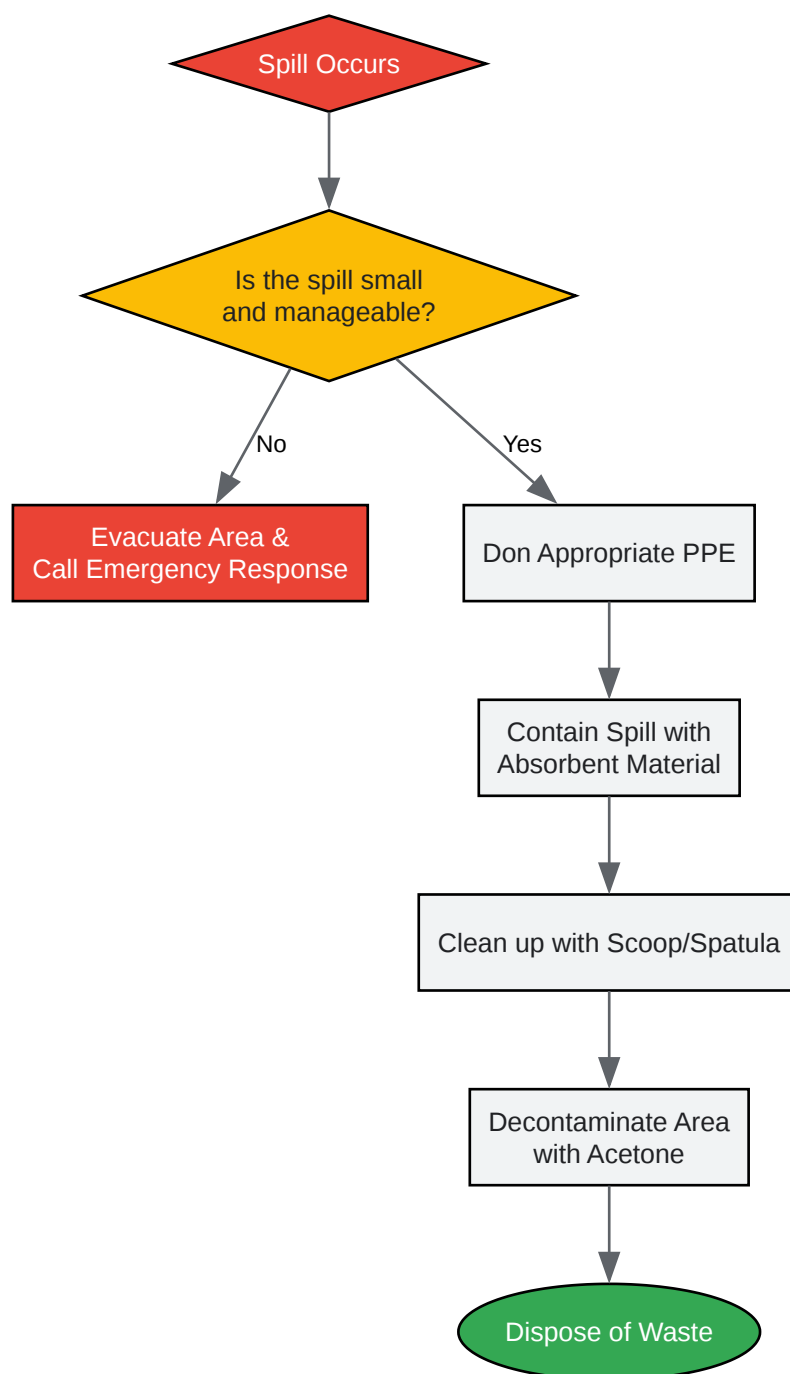 Spill Occurs
Is the spill small
and manageable?
No
Yes
Evacuate Area &
Call Emergency Response
Don Appropriate PPE
Contain Spill with
Absorbent Material
Clean up with Scoop/Spatula
Decontaminate Area
with Acetone
Dispose of Waste